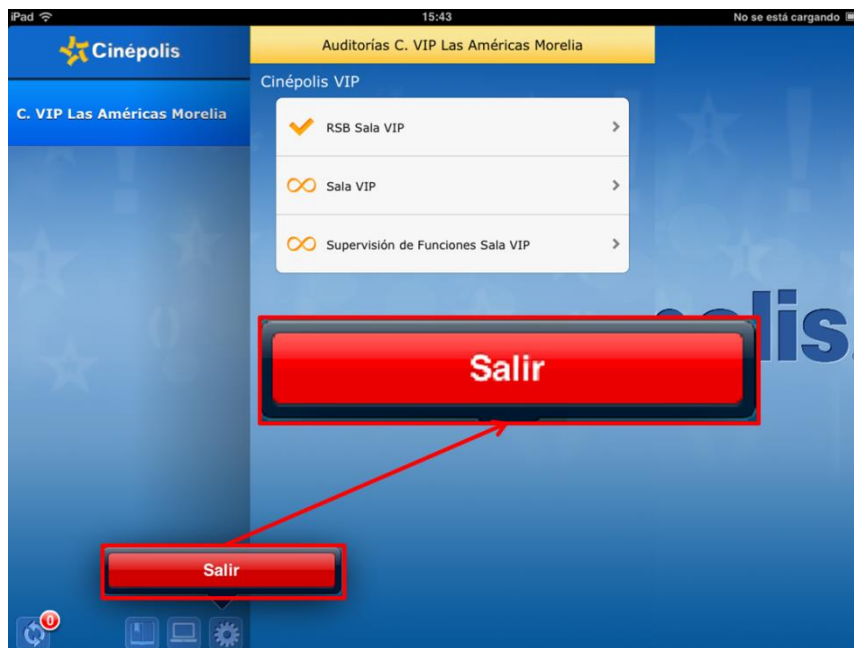 iPad 15:43 No se está cargando
Cinépolis
Auditorías C. VIP Las Américas Morelia
Cinépolis VIP
C. VIP Las Américas Morelia
RSB Sala VIP
Sala VIP
Supervisión de Funciones Sala VIP
Salir
Salir
0